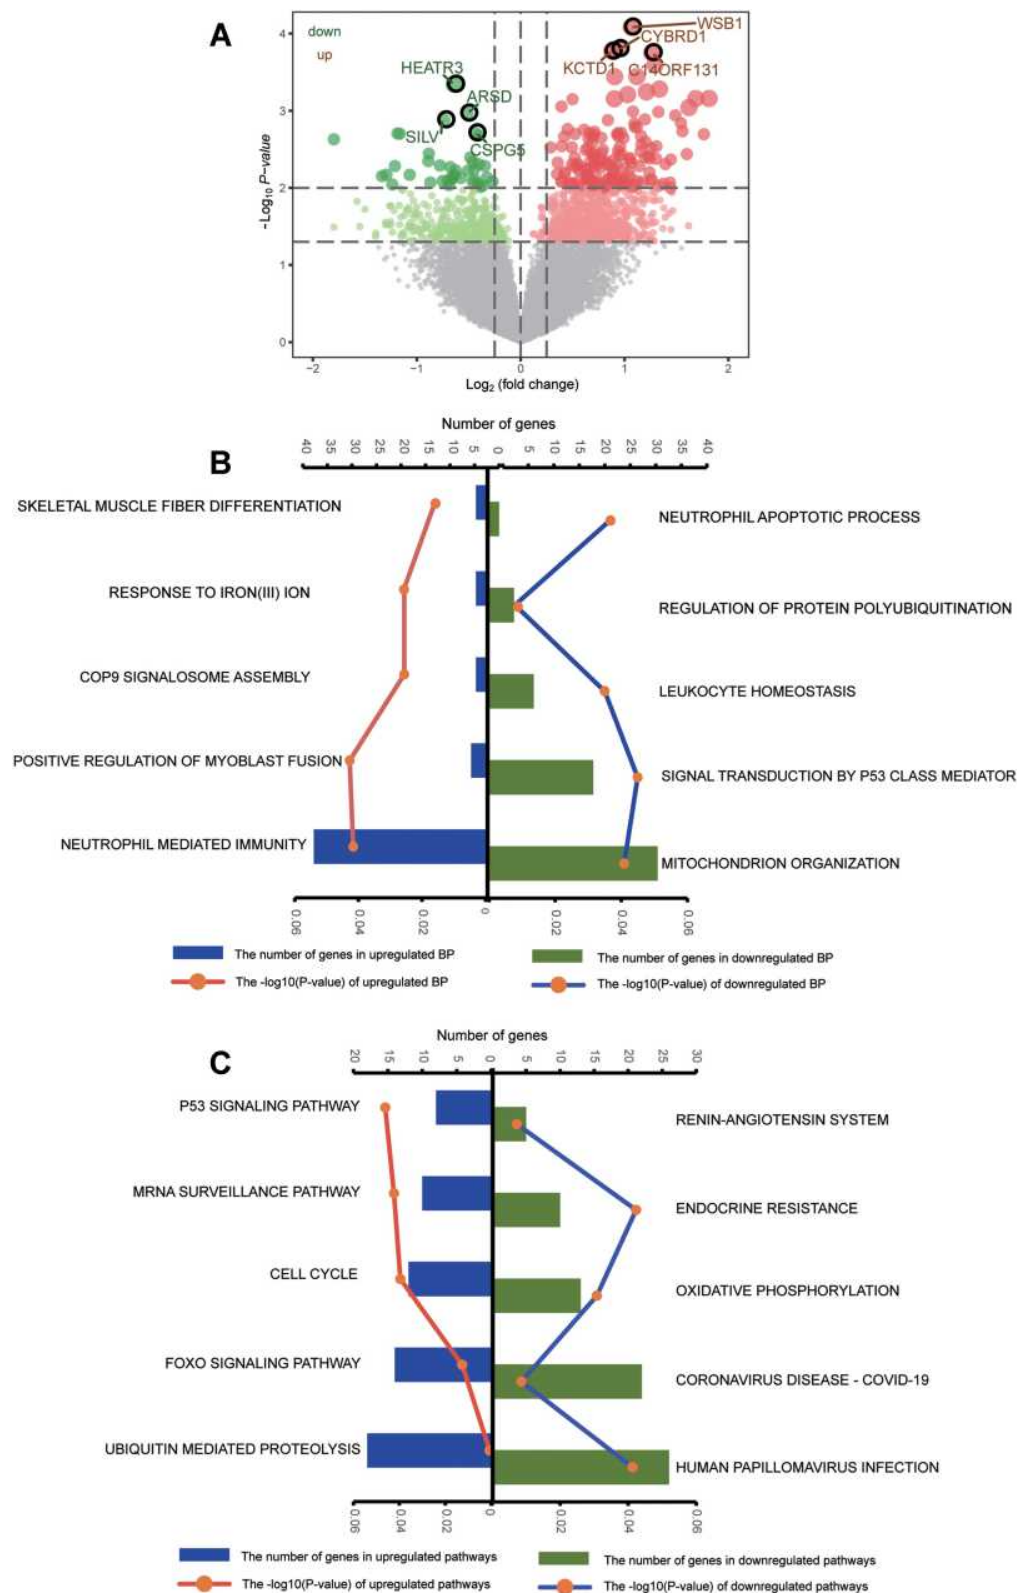 A
down
up
WSB1
CYBRD1
KCTD1
C14ORF131
HEATR3
ARSD
SILV
CSPG5
4
3
2
1
0
-Log10 P-value
−2 −1 0 1 2
Log2 (fold change)
Number of genes
B
40 35 30 25 20 15 10 5 0 5 10 15 20 25 30 35 40
SKELETAL MUSCLE FIBER DIFFERENTIATION
NEUTROPHIL APOPTOTIC PROCESS
RESPONSE TO IRON(III) ION
REGULATION OF PROTEIN POLYUBIQUITINATION
COP9 SIGNALOSOME ASSEMBLY
LEUKOCYTE HOMEOSTASIS
POSITIVE REGULATION OF MYOBLAST FUSION
SIGNAL TRANSDUCTION BY P53 CLASS MEDIATOR
NEUTROPHIL MEDIATED IMMUNITY
MITOCHONDRION ORGANIZATION
0.06 0.04 0.02 0 0.02 0.04 0.06
The number of genes in upregulated BP
The number of genes in downregulated BP
The -log10(P-value) of upregulated BP
The -log10(P-value) of downregulated BP
Number of genes
C
20 15 10 5 0 5 10 15 20 25 30
P53 SIGNALING PATHWAY
RENIN-ANGIOTENSIN SYSTEM
MRNA SURVEILLANCE PATHWAY
ENDOCRINE RESISTANCE
CELL CYCLE
OXIDATIVE PHOSPHORYLATION
FOXO SIGNALING PATHWAY
CORONAVIRUS DISEASE - COVID-19
UBIQUITIN MEDIATED PROTEOLYSIS
HUMAN PAPILLOMAVIRUS INFECTION
0.06 0.04 0.02 0 0.02 0.04 0.06
The number of genes in upregulated pathways
The number of genes in downregulated pathways
The -log10(P-value) of upregulated pathways
The -log10(P-value) of downregulated pathways